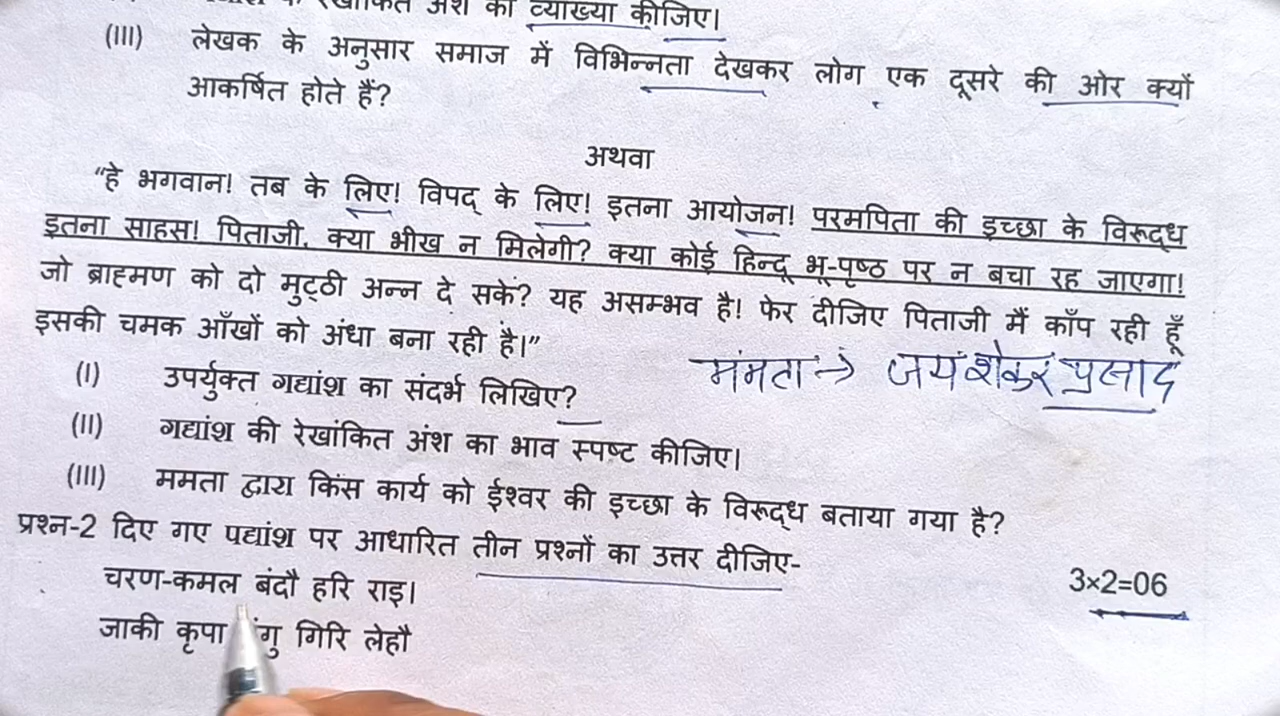 रेखांकित अंश की व्याख्या कीजिए।
(III) लेखक के अनुसार समाज में विभिन्नता देखकर लोग एक दूसरे की ओर क्यों
आकर्षित होते हैं?
अथवा
"हे भगवान! तब के लिए! विपद् के लिए! इतना आयोजन! परमपिता की इच्छा के विरूद्ध
इतना साहस! पिताजी, क्या भीख न मिलेगी? क्या कोई हिन्दू भू-पृष्ठ पर न बचा रह जाएगा!
जो ब्राह्मण को दो मुट्ठी अन्न दे सके? यह असम्भव है! फेर दीजिए पिताजी मैं काँप रही हूँ
इसकी चमक आँखों को अंधा बना रही है।"
ममता → जयशंकर प्रसाद
(I) उपर्युक्त गद्यांश का संदर्भ लिखिए?
(II) गद्यांश की रेखांकित अंश का भाव स्पष्ट कीजिए।
(III) ममता द्वारा किस कार्य को ईश्वर की इच्छा के विरूद्ध बताया गया है?
प्रश्न-2 दिए गए पद्यांश पर आधारित तीन प्रश्नों का उत्तर दीजिए-
3×2=06
चरण-कमल बंदौ हरि राइ।
जाकी कृपा गिरि लेहौ